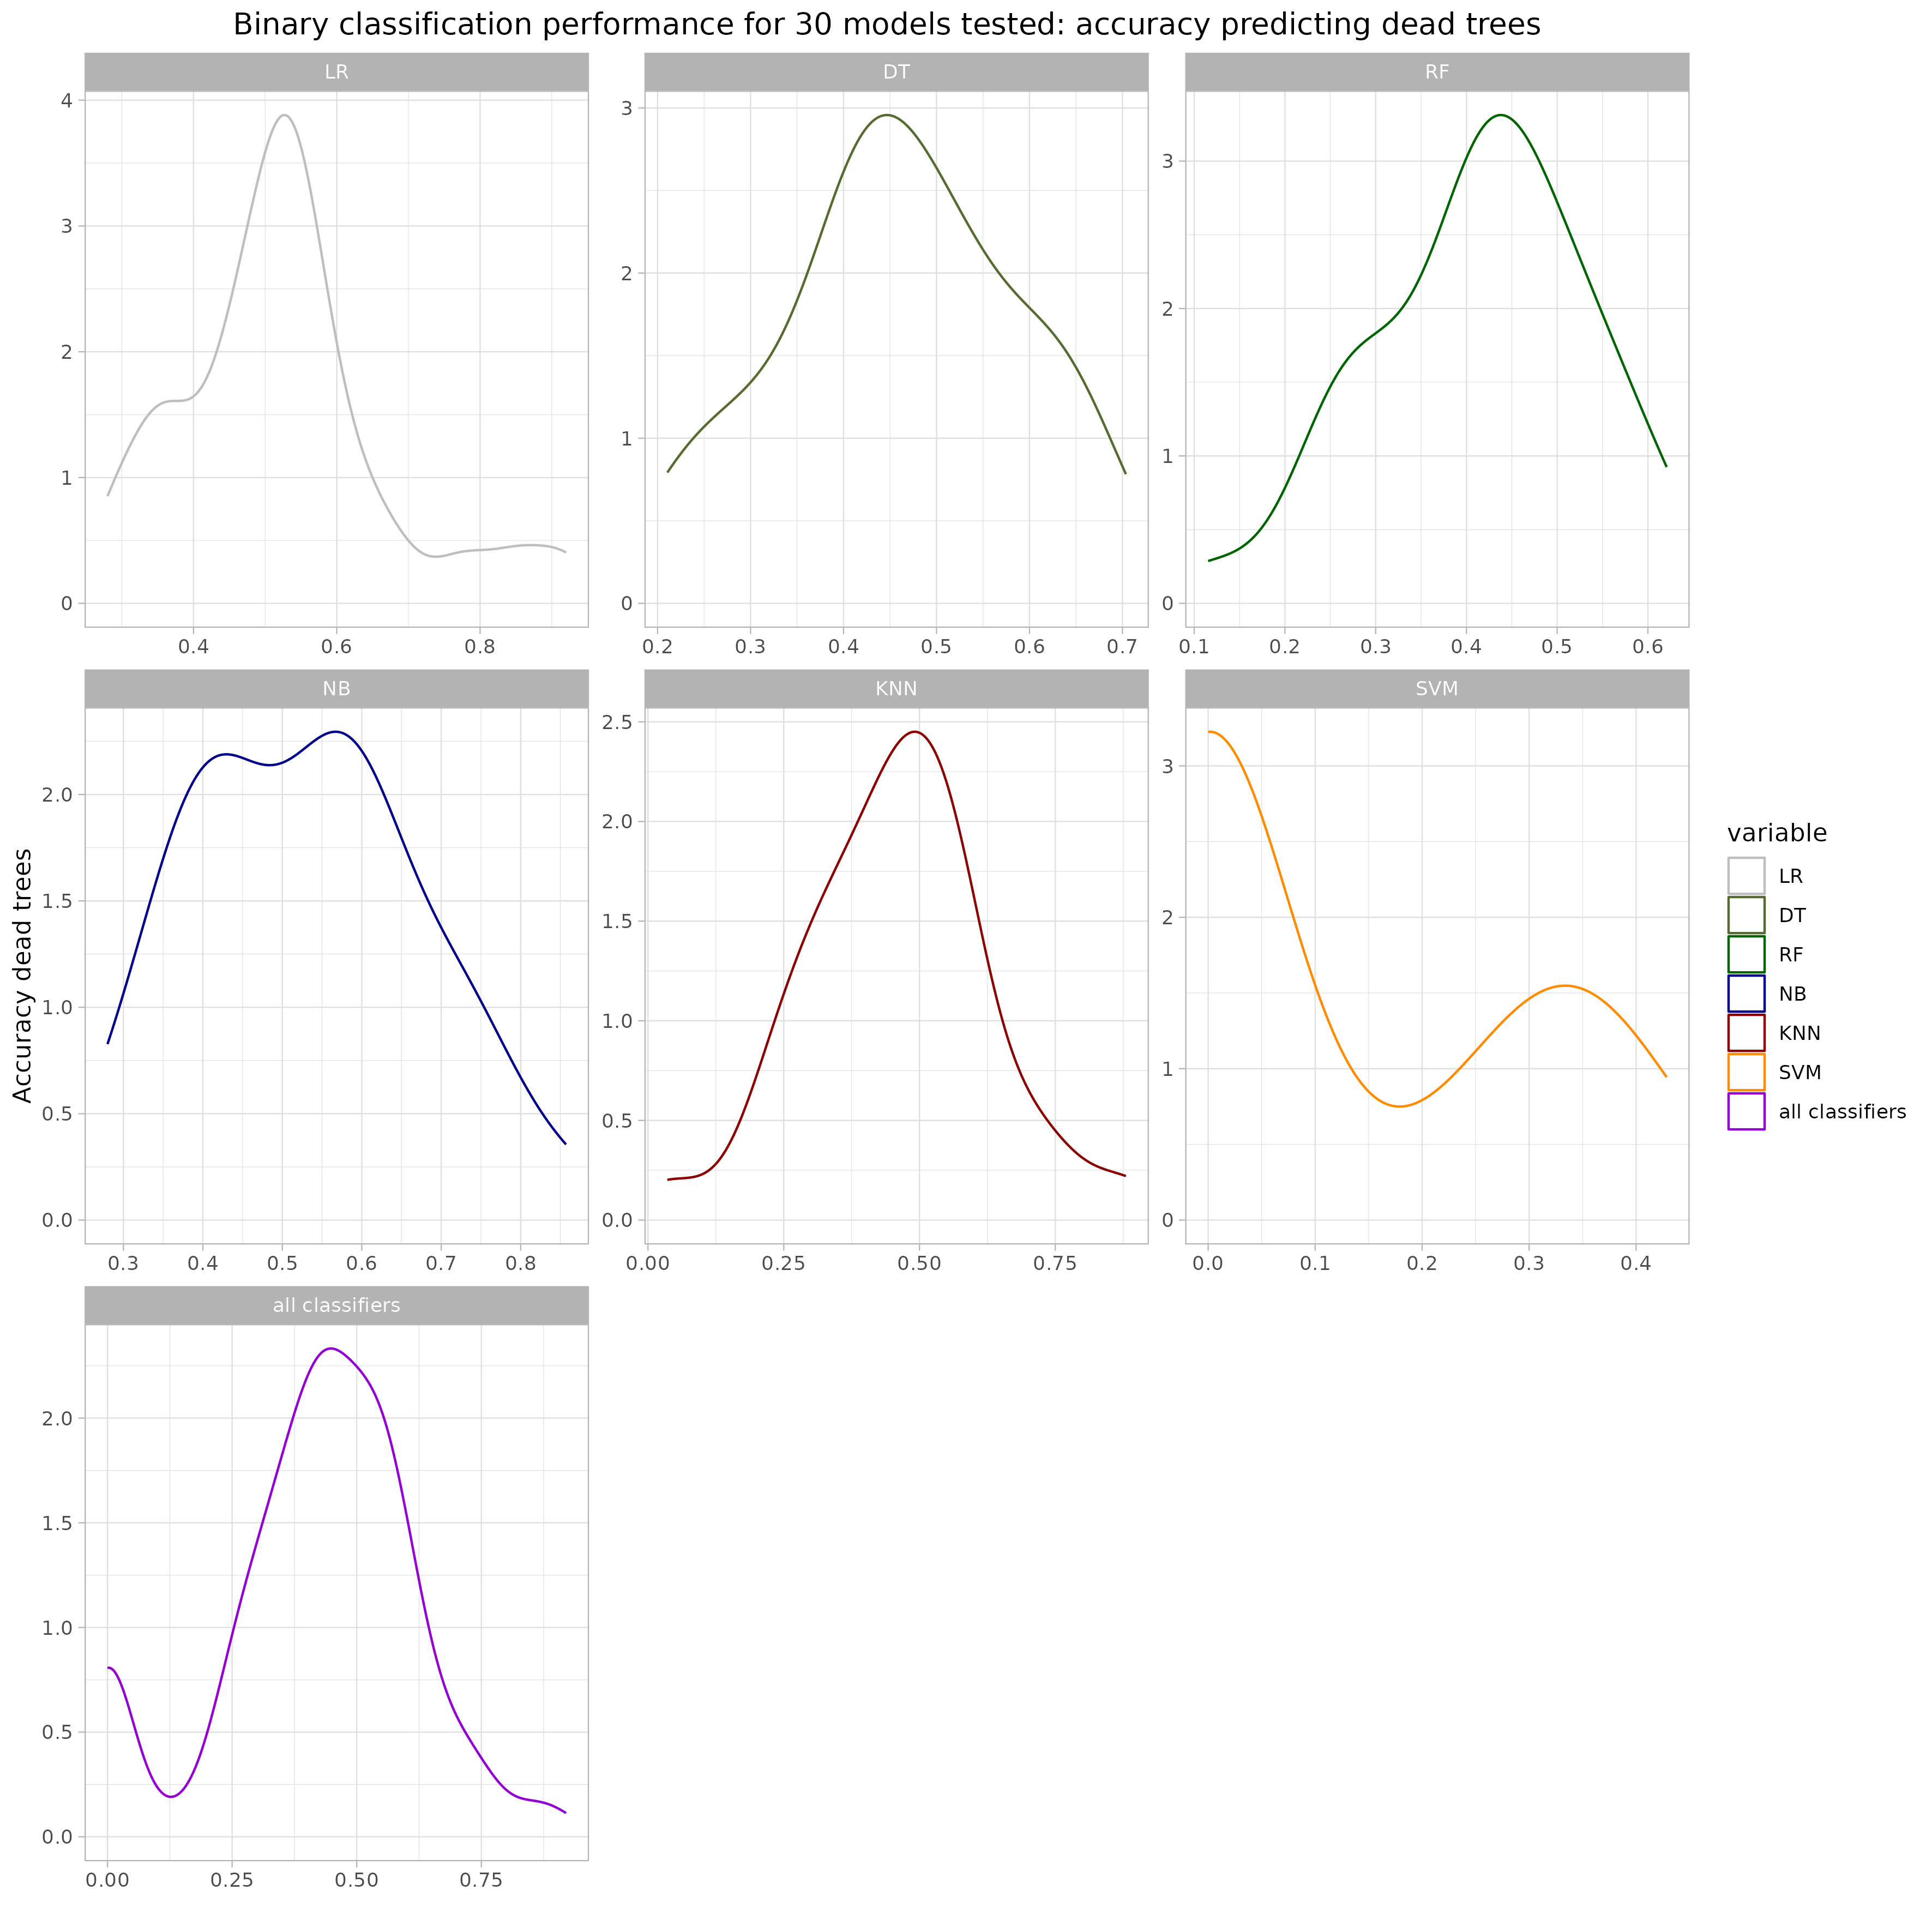 Binary classification performance for 30 models tested: accuracy predicting dead trees
LR
DT
RF
4
3
2
1
0
0.4 0.6 0.8
3
2
1
0
0.2 0.3 0.4 0.5 0.6 0.7
3
2
1
0
0.1 0.2 0.3 0.4 0.5 0.6
NB
KNN
SVM
Accuracy dead trees
2.0
1.5
1.0
0.5
0.0
0.3 0.4 0.5 0.6 0.7 0.8
2.5
2.0
1.5
1.0
0.5
0.0
0.00 0.25 0.50 0.75
3
2
1
0
0.0 0.1 0.2 0.3 0.4
variable
LR
DT
RF
NB
KNN
SVM
all classifiers
all classifiers
2.0
1.5
1.0
0.5
0.0
0.00 0.25 0.50 0.75